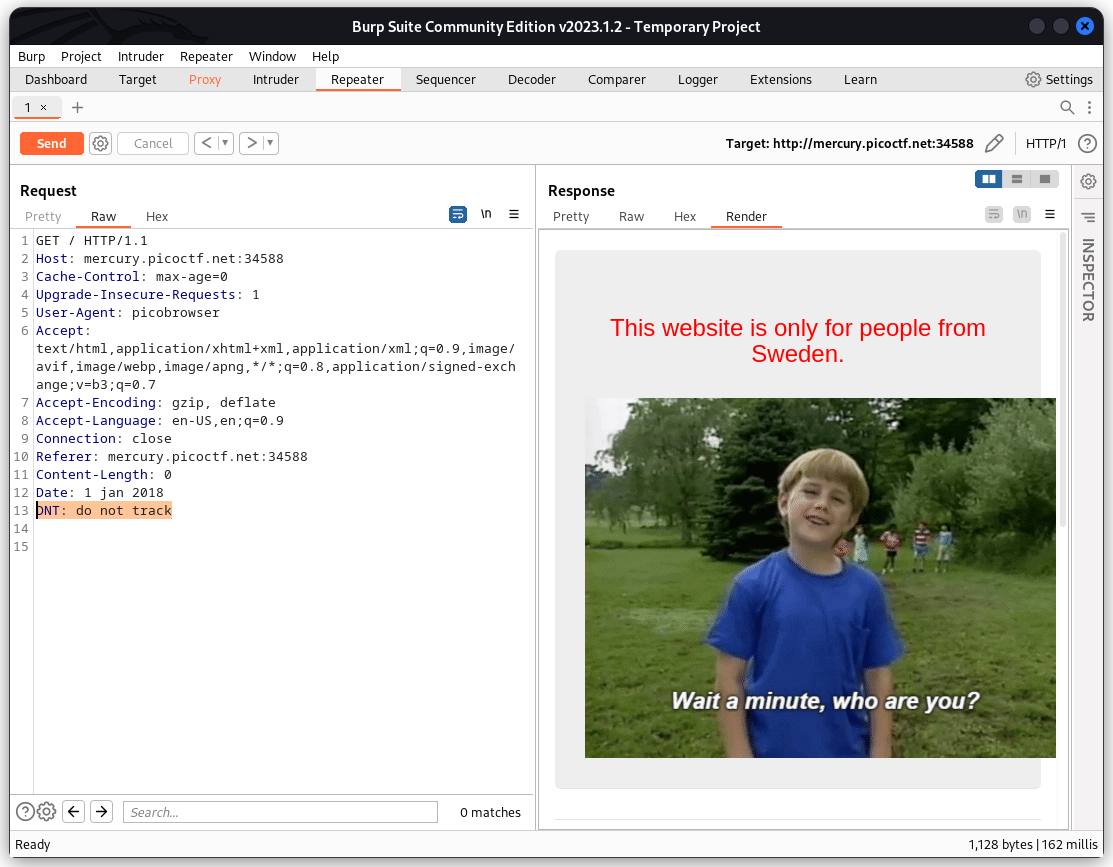 Burp Suite Community Edition v2023.1.2 - Temporary Project
Burp Project Intruder Repeater Window Help
Dashboard Target Proxy Intruder Repeater Sequencer Decoder Comparer Logger Extensions Learn Settings
1 ×
Send Cancel < > Target: http://mercury.picoctf.net:34588 HTTP/1 ?
Request
Pretty Raw Hex \n
1 GET / HTTP/1.1
2 Host: mercury.picoctf.net:34588
3 Cache-Control: max-age=0
4 Upgrade-Insecure-Requests: 1
5 User-Agent: picobrowser
6 Accept:
text/html,application/xhtml+xml,application/xml;q=0.9,image/
avif,image/webp,image/apng,*/*;q=0.8,application/signed-exch
ange;v=b3;q=0.7
7 Accept-Encoding: gzip, deflate
8 Accept-Language: en-US,en;q=0.9
9 Connection: close
10 Referer: mercury.picoctf.net:34588
11 Content-Length: 0
12 Date: 1 jan 2018
13 DNT: do not track
14
15
? Search... 0 matches
Response
Pretty Raw Hex Render \n
This website is only for people from
Sweden.
Wait a minute, who are you?
INSPECTOR
Ready 1,128 bytes | 162 millis